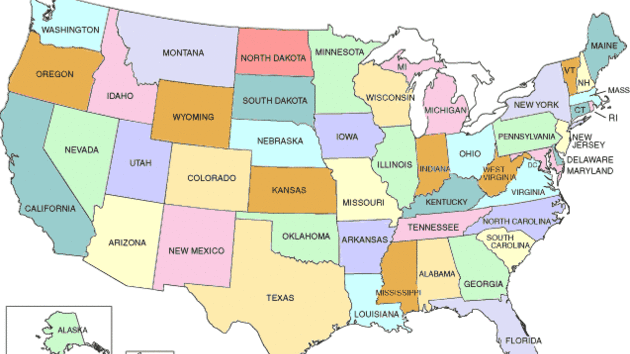 WASHINGTON
MONTANA
NORTH DAKOTA
MINNESOTA
MAINE
OREGON
IDAHO
MI
VT
NH
WISCONSIN
MASS
WYOMING
SOUTH DAKOTA
MICHIGAN
NEW YORK
CT
RI
NEVADA
NEBRASKA
IOWA
PENNSYLVANIA
NEW
JERSEY
UTAH
COLORADO
ILLINOIS
INDIANA
OHIO
WEST
VIRGINIA
DC
DELAWARE
MARYLAND
CALIFORNIA
KANSAS
MISSOURI
KENTUCKY
VIRGINIA
ARIZONA
NEW MEXICO
OKLAHOMA
ARKANSAS
TENNESSEE
NORTH CAROLINA
SOUTH
CAROLINA
TEXAS
MISSISSIPPI
ALABAMA
GEORGIA
LOUISIANA
ALASKA
FLORIDA